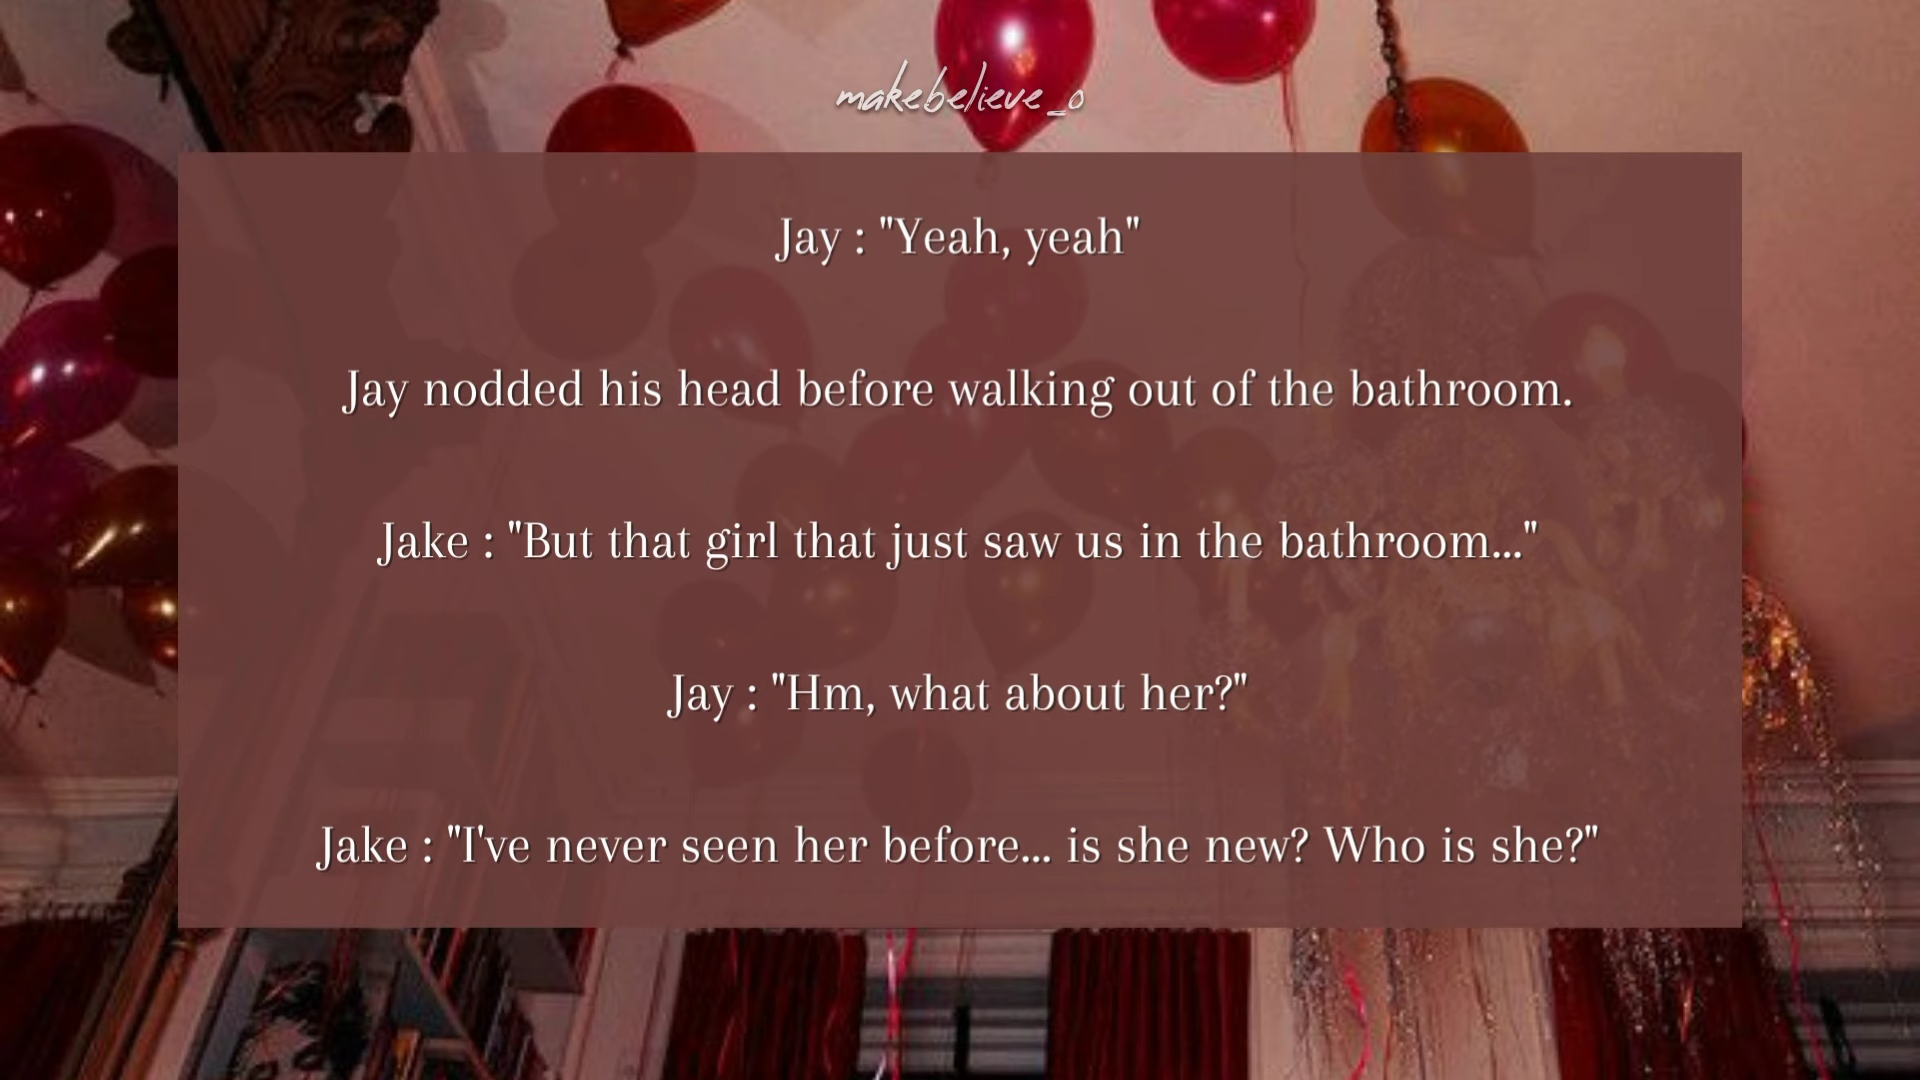 makebelieve_o
Jay : "Yeah, yeah"
Jay nodded his head before walking out of the bathroom.
Jake : "But that girl that just saw us in the bathroom..."
Jay : "Hm, what about her?"
Jake : "I've never seen her before... is she new? Who is she?"